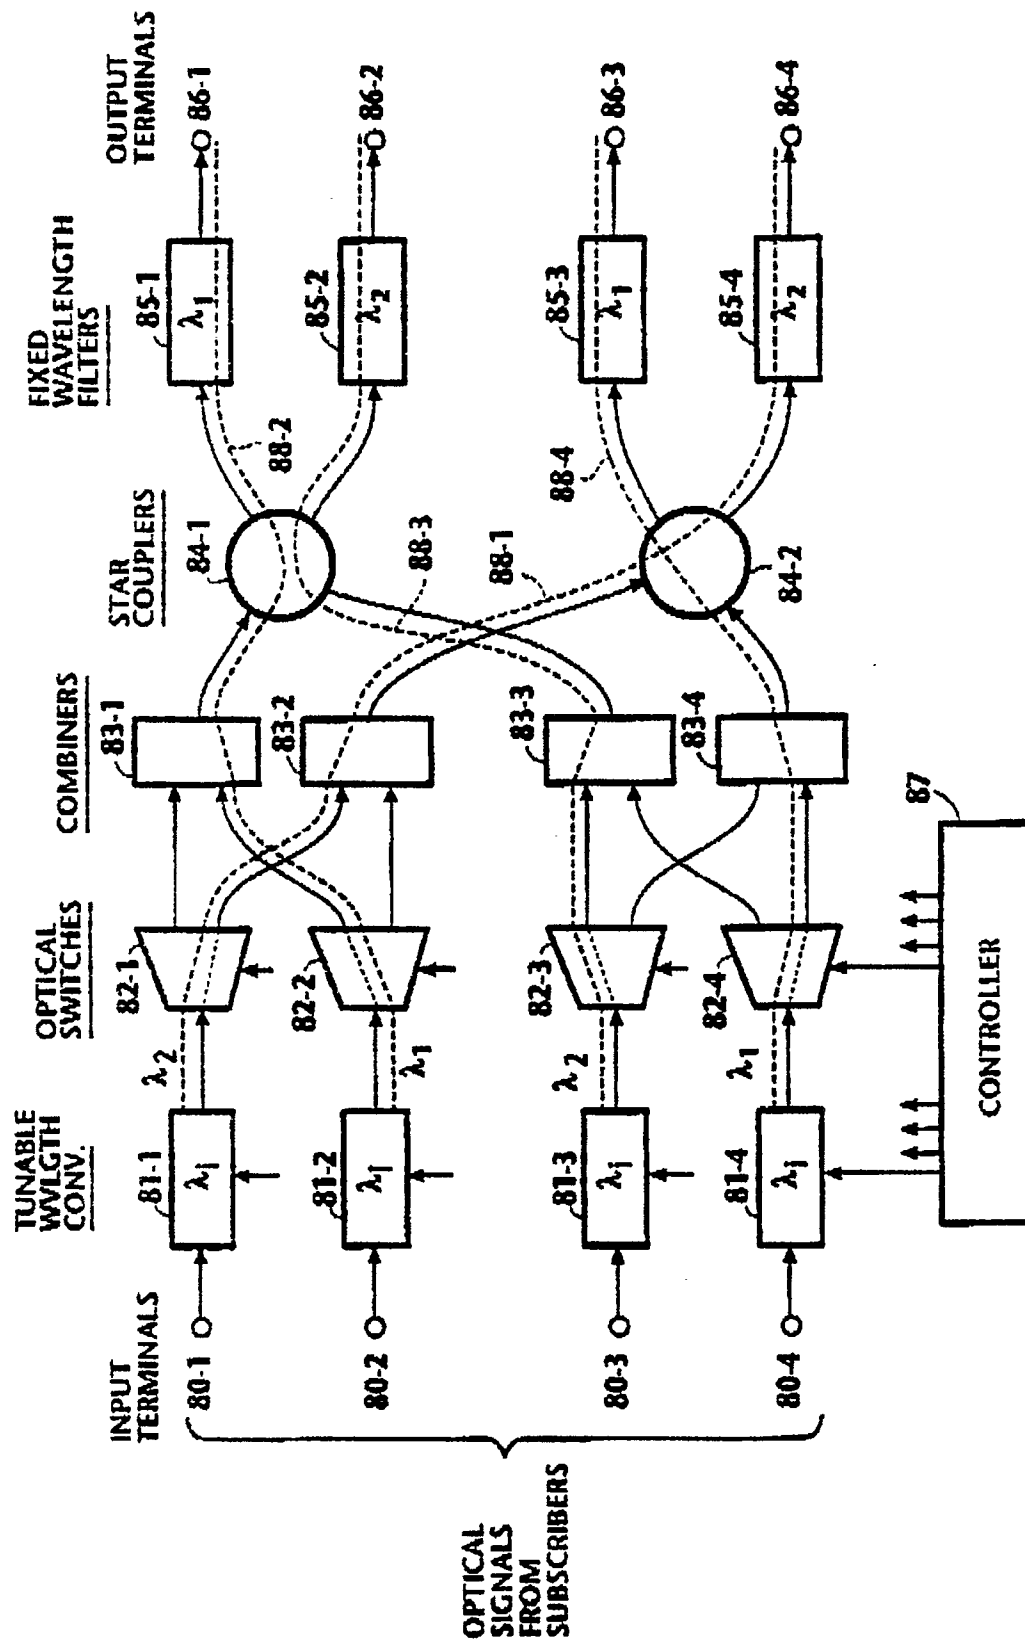 INPUT
TERMINALS
TUNABLE
WVLGTH
CONV.
OPTICAL
SWITCHES
COMBINERS
STAR
COUPLERS
FIXED
WAVELENGTH
FILTERS
OUTPUT
TERMINALS
80-1
81-1
λj
λ2
82-1
83-1
84-1
88-2
85-1
λ1
86-1
80-2
81-2
λj
λ1
82-2
83-2
88-3
85-2
λ2
86-2
OPTICAL
SIGNALS
FROM
SUBSCRIBERS
88-1
80-3
81-3
λj
λ2
82-3
83-3
88-4
85-3
λ1
86-3
80-4
81-4
λj
λ1
82-4
83-4
84-2
85-4
λ2
86-4
87
CONTROLLER